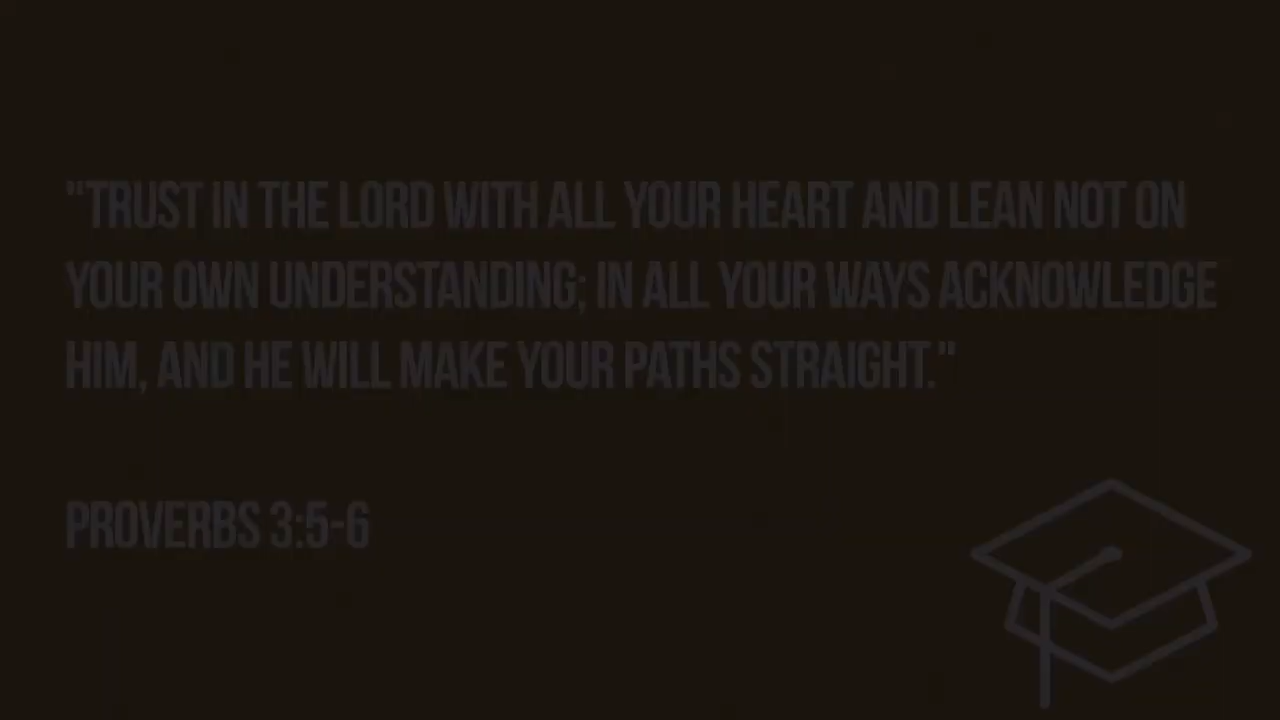 "TRUST IN THE LORD WITH ALL YOUR HEART AND LEAN NOT ON
YOUR OWN UNDERSTANDING; IN ALL YOUR WAYS ACKNOWLEDGE
HIM, AND HE WILL MAKE YOUR PATHS STRAIGHT."
PROVERBS 3:5-6